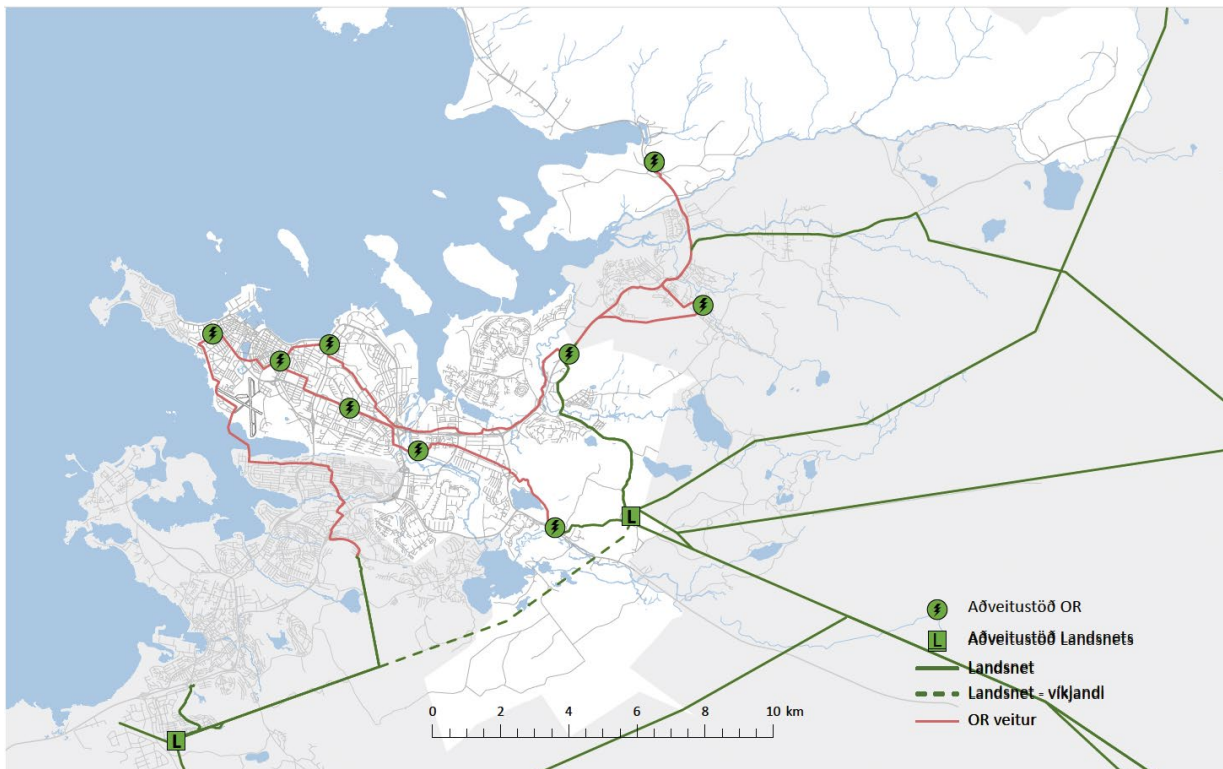 L
L
Aðveitustöð OR
L Aðveitustöð Landsnets
Landsnet
Landsnet - víkjandi
OR veitur
0 2 4 6 8 10 km